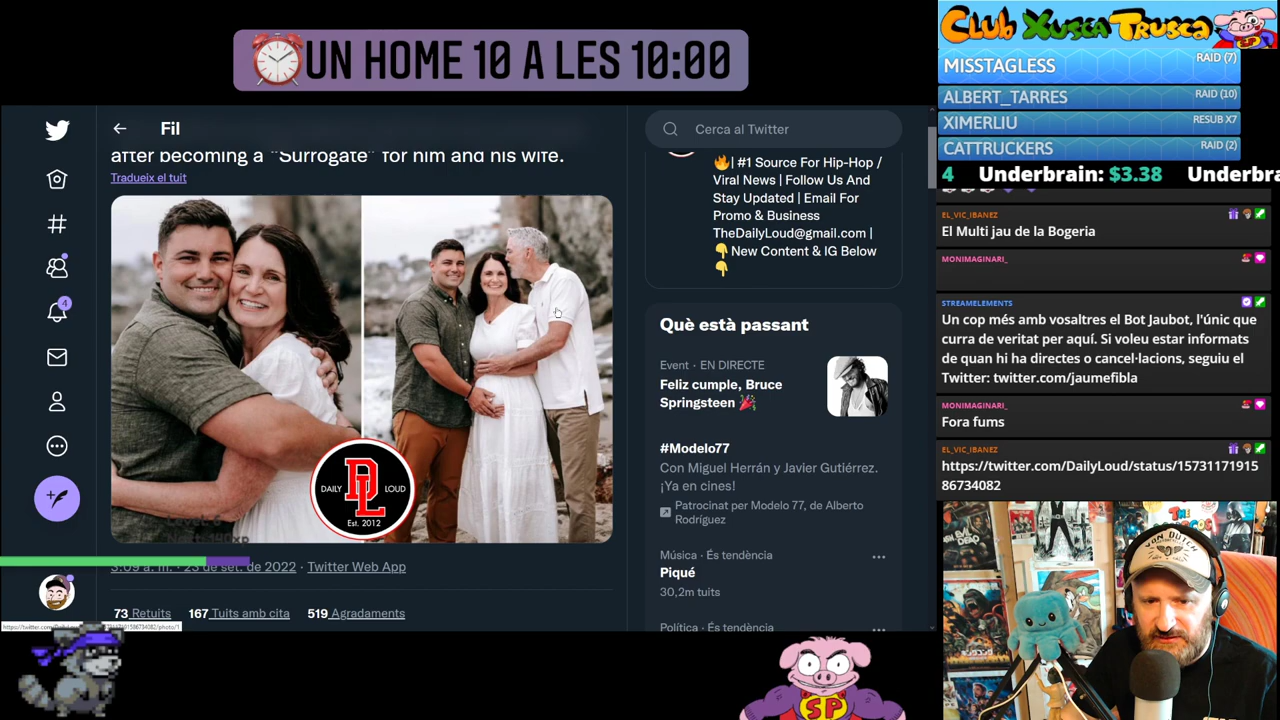 UN HOME 10 A LES 10:00
Fil
after becoming a “Surrogate” for him and his wife.
Tradueix el tuit
DAILY
DL
LOUD
Est. 2012
3:09 a. m. · 23 de set. de 2022 · Twitter Web App
73 Retuits 167 Tuits amb cita 519 Agradaments
4
Cerca al Twitter
🔥| #1 Source For Hip-Hop /
Viral News | Follow Us And
Stay Updated | Email For
Promo & Business
TheDailyLoud@gmail.com |
👇New Content & IG Below
👇
Què està passant
Event · EN DIRECTE
Feliz cumple, Bruce
Springsteen 🎉
#Modelo77
Con Miguel Herrán y Javier Gutiérrez.
¡Ya en cines!
Patrocinat per Modelo 77, de Alberto
Rodríguez
Música · És tendència
Piqué
30,2m tuits
Política · És tendència
Club Xusca Trusca
SP
MISSTAGLESS RAID (7)
ALBERT_TARRES RAID (10)
XIMERLIU RESUB X7
CATTRUCKERS RAID (2)
4 Underbrain: $3.38 Underbra
EL_VIC_IBANEZ
El Multi jau de la Bogeria
MONIMAGINARI_
STREAMELEMENTS
Un cop més amb vosaltres el Bot Jaubot, l'únic que
curra de veritat per aquí. Si voleu estar informats
de quan hi ha directes o cancel·lacions, seguiu el
Twitter: twitter.com/jaumefibla
MONIMAGINARI_
Fora fums
EL_VIC_IBANEZ
https://twitter.com/DailyLoud/status/15731171915
86734082
VON DUTCH
SP